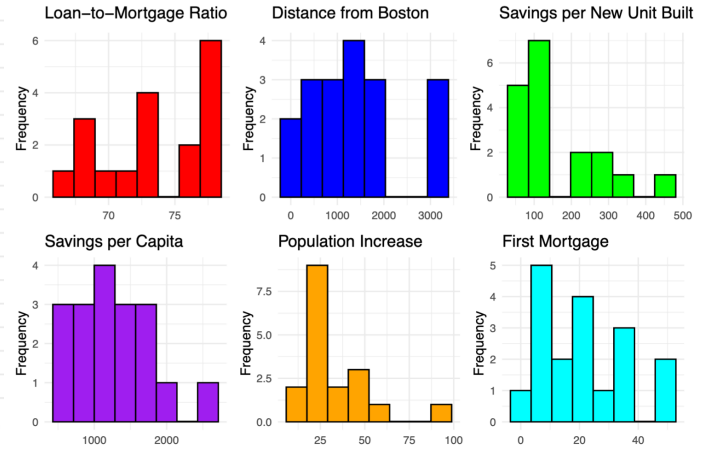 Loan-to-Mortgage Ratio
Frequency
6
4
2
0
70 75
Distance from Boston
Frequency
4
3
2
1
0
0 1000 2000 3000
Savings per New Unit Built
Frequency
6
4
2
0
100 200 300 400 500
Savings per Capita
Frequency
4
3
2
1
0
1000 2000
Population Increase
Frequency
7.5
5.0
2.5
0.0
25 50 75 100
First Mortgage
Frequency
5
4
3
2
1
0
0 20 40